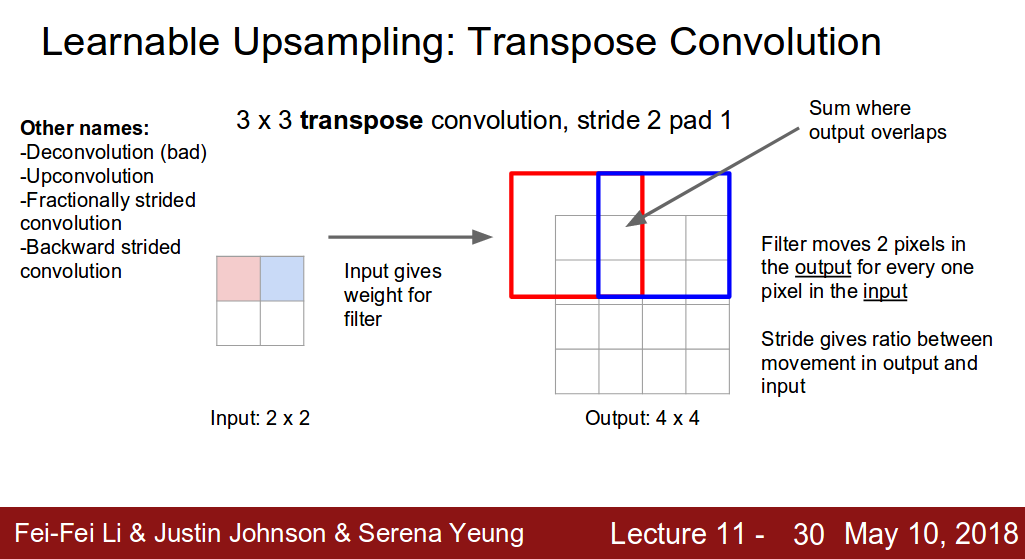 Learnable Upsampling: Transpose Convolution
Other names:
-Deconvolution (bad)
-Upconvolution
-Fractionally strided
convolution
-Backward strided
convolution
3 x 3 transpose convolution, stride 2 pad 1
Sum where
output overlaps
Input gives
weight for
filter
Filter moves 2 pixels in
the output for every one
pixel in the input
Stride gives ratio between
movement in output and
input
Input: 2 x 2
Output: 4 x 4
Fei-Fei Li & Justin Johnson & Serena Yeung
Lecture 11 - 30 May 10, 2018